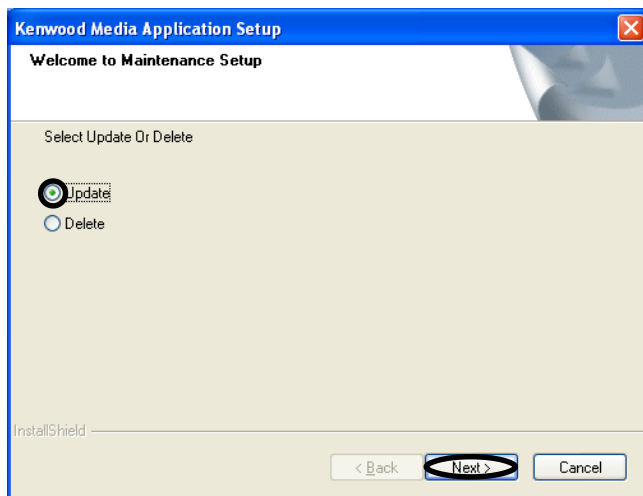 Kenwood Media Application Setup
Welcome to Maintenance Setup
Select Update Or Delete
Update
Delete
InstallShield
< Back Next > Cancel